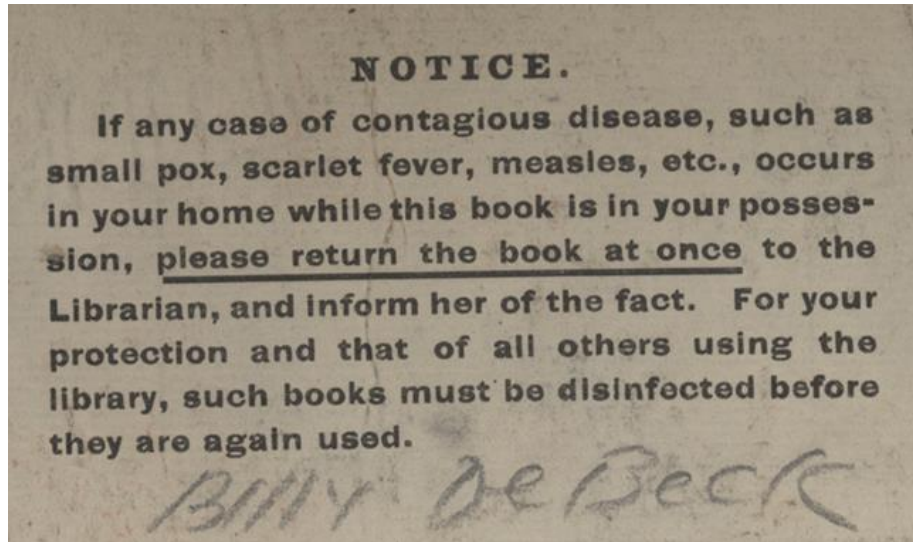 NOTICE.
If any case of contagious disease, such as
small pox, scarlet fever, measles, etc., occurs
in your home while this book is in your posses-
sion, please return the book at once to the
Librarian, and inform her of the fact. For your
protection and that of all others using the
library, such books must be disinfected before
they are again used.
Billy DeBeck